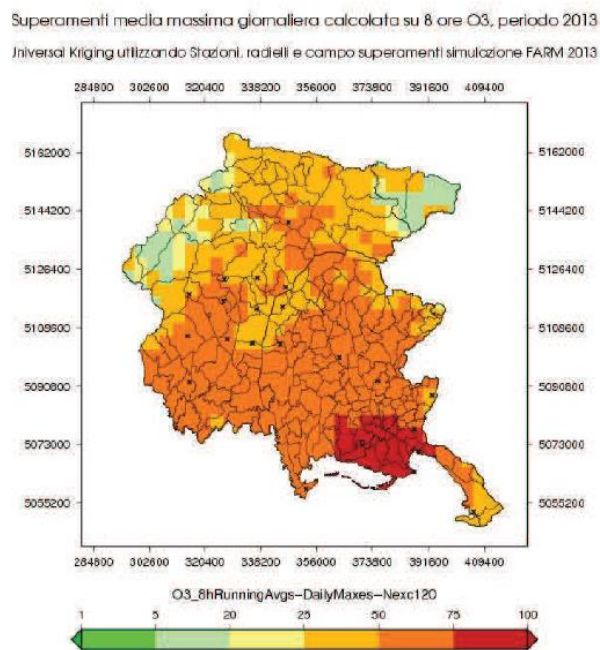 Superamenti media massima giornaliera calcolata su 8 ore O3, periodo 2013
Universal Kriging utilizzando Stazioni, radielli e campo superamenti simulazione FARM 2013
284800 302600 320400 338200 356000 373800 391600 409400
5162000 5162000
5144200 5144200
5126400 5126400
5108600 5108600
5090800 5090800
5073000 5073000
5055200 5055200
284800 302600 320400 338200 356000 373800 391600 409400
O3_8hRunningAvgs-DailyMaxes-Nexc120
1 5 20 25 50 75 100